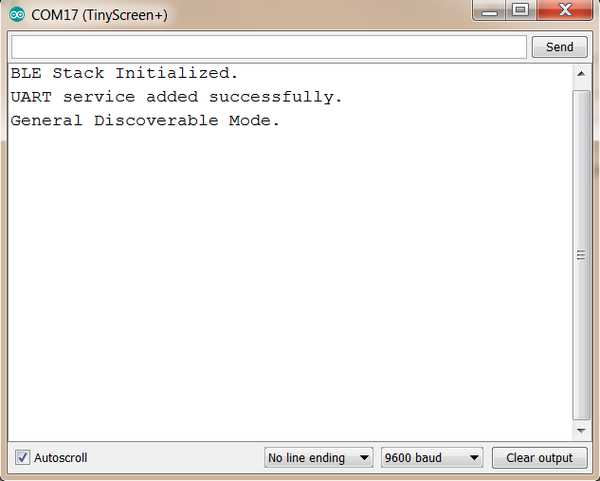 COM17 (TinyScreen+)
Send
BLE Stack Initialized.
UART service added successfully.
General Discoverable Mode.
Autoscroll
No line ending
9600 baud
Clear output